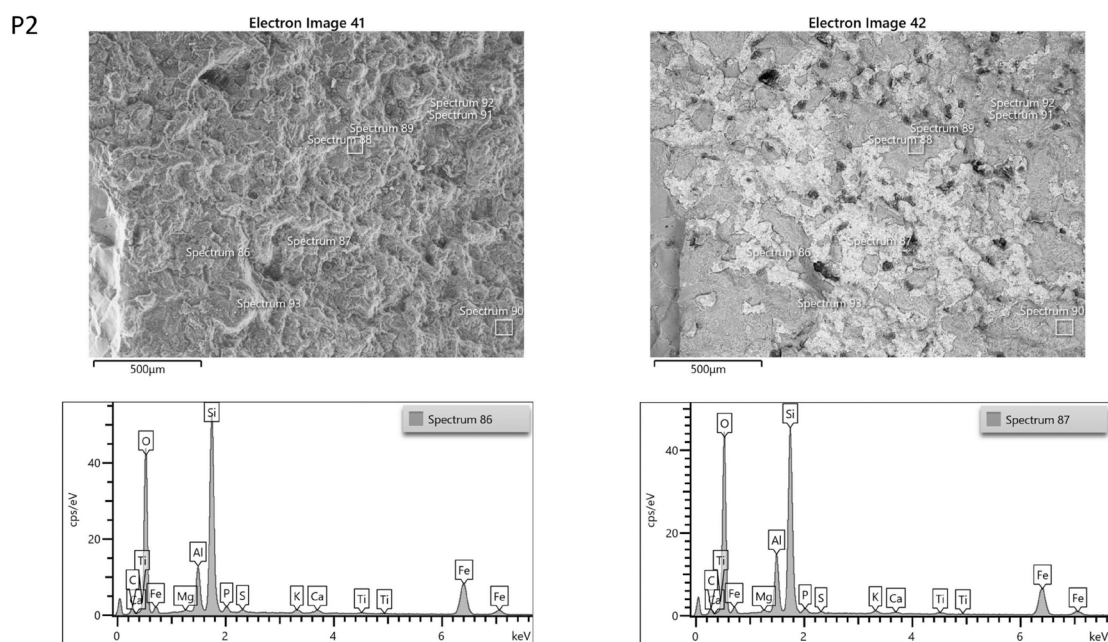 P2
Electron Image 41
Spectrum 92
Spectrum 91
Spectrum 89
Spectrum 88
Spectrum 87
Spectrum 86
Spectrum 93
Spectrum 90
500µm
Electron Image 42
Spectrum 92
Spectrum 91
Spectrum 89
Spectrum 88
Spectrum 87
Spectrum 86
Spectrum 93
Spectrum 90
500µm
Spectrum 86
cps/eV
40
20
0
Si
O
Al
Ti
C
Ca
Fe
Mg
P
S
K
Ca
Ti
Ti
Fe
Fe
0 2 4 6 keV
Spectrum 87
cps/eV
40
20
0
Si
O
Al
Ti
C
Ca
Fe
Mg
P
S
K
Ca
Ti
Ti
Fe
Fe
0 2 4 6 keV